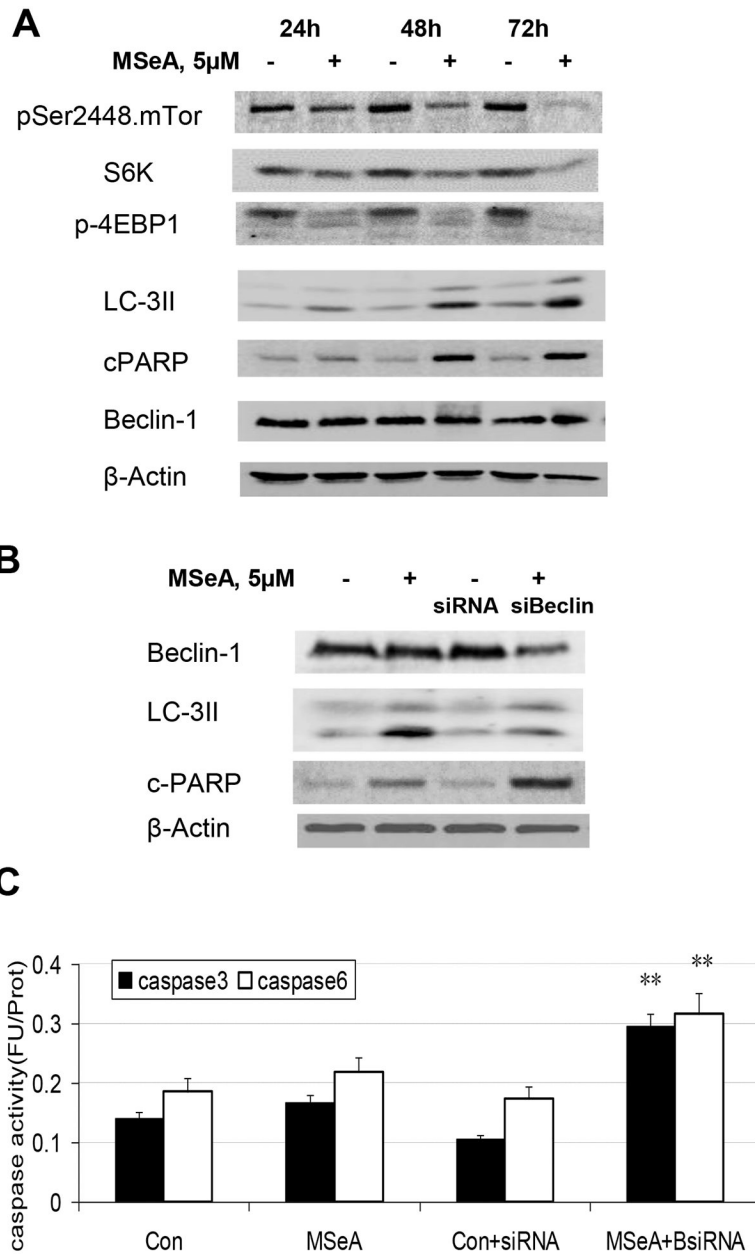 A
24h 48h 72h
MSeA, 5µM - + - + - +
pSer2448.mTor
S6K
p-4EBP1
LC-3II
cPARP
Beclin-1
β-Actin
B
MSeA, 5µM - + - +
siRNA siBeclin
Beclin-1
LC-3II
c-PARP
β-Actin
C
caspase activity(FU/Prot)
0.4
0.3
0.2
0.1
0
caspase3 caspase6
** **
Con MSeA Con+siRNA MSeA+BsiRNA